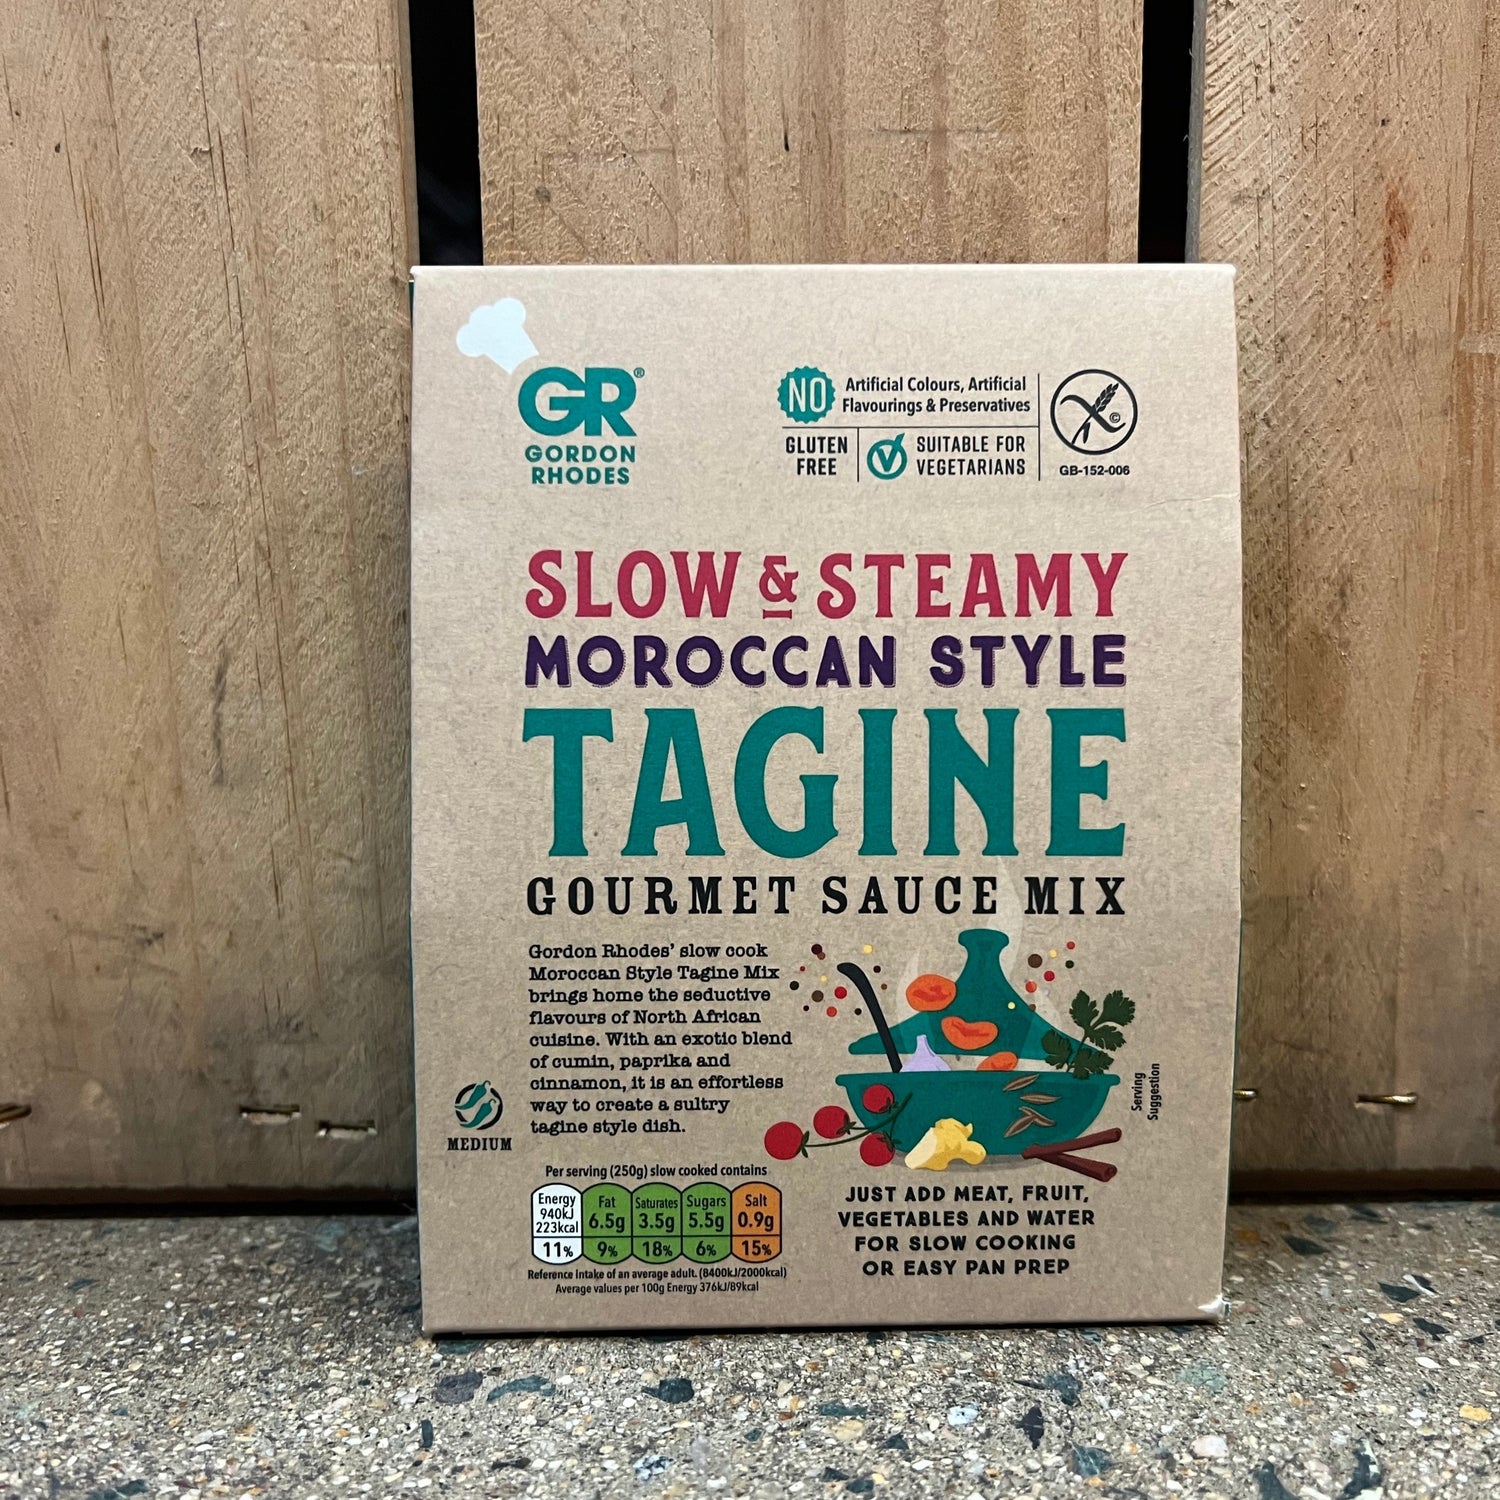 GR®
GORDON
RHODES
NO
Artificial Colours, Artificial
Flavourings & Preservatives
GLUTEN
FREE
V
SUITABLE FOR
VEGETARIANS
©
GB-152-006
SLOW & STEAMY
MOROCCAN STYLE
TAGINE
GOURMET SAUCE MIX
Gordon Rhodes' slow cook
Moroccan Style Tagine Mix
brings home the seductive
flavours of North African
cuisine. With an exotic blend
of cumin, paprika and
cinnamon, it is an effortless
way to create a sultry
tagine style dish.
MEDIUM
Serving
Suggestion
Per serving (250g) slow cooked contains
Energy Fat Saturates Sugars Salt
940kJ 6.5g 3.5g 5.5g 0.9g
223kcal
11% 9% 18% 6% 15%
Reference Intake of an average adult. (8400kJ/2000kcal)
Average values per 100g Energy 376kJ/89kcal
JUST ADD MEAT, FRUIT,
VEGETABLES AND WATER
FOR SLOW COOKING
OR EASY PAN PREP